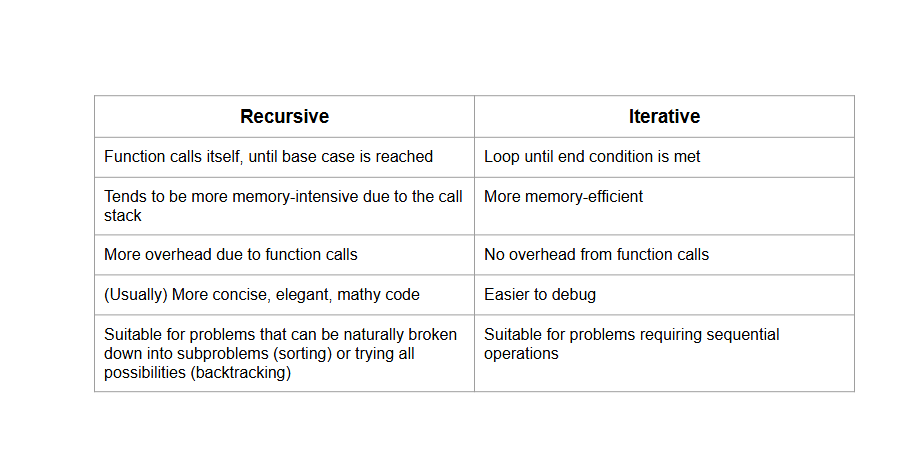 Recursive
Iterative
Function calls itself, until base case is reached
Loop until end condition is met
Tends to be more memory-intensive due to the call
stack
More memory-efficient
More overhead due to function calls
No overhead from function calls
(Usually) More concise, elegant, mathy code
Easier to debug
Suitable for problems that can be naturally broken
down into subproblems (sorting) or trying all
possibilities (backtracking)
Suitable for problems requiring sequential
operations